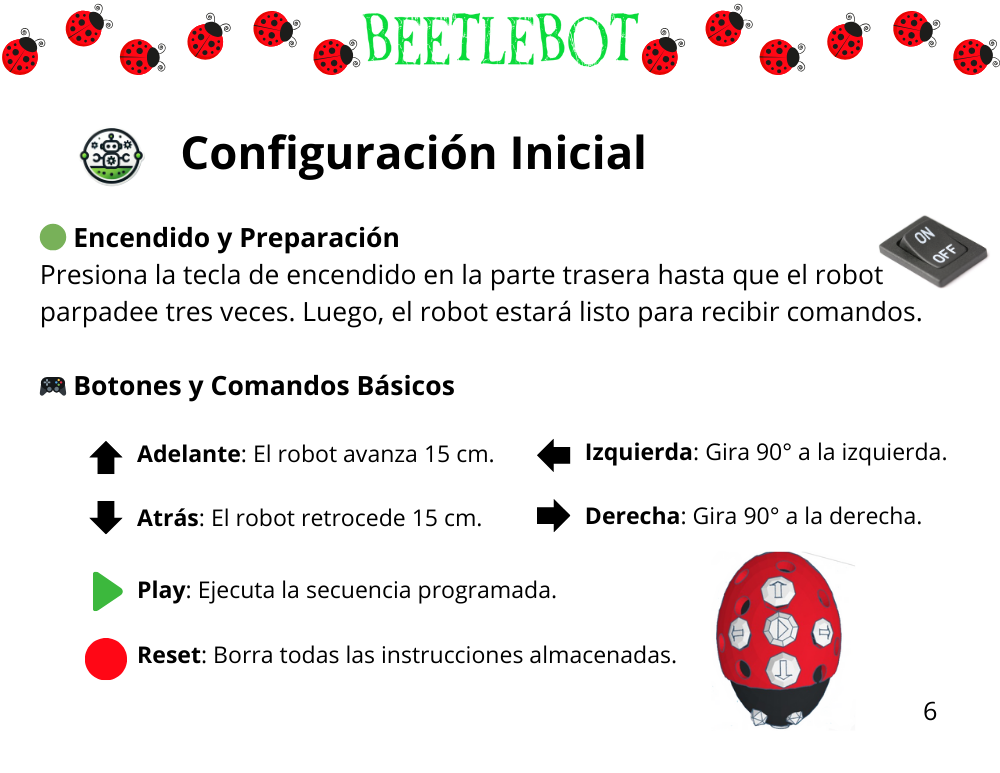 BEETLEBOT
Configuración Inicial
Encendido y Preparación
ON
OFF
Presiona la tecla de encendido en la parte trasera hasta que el robot
parpadee tres veces. Luego, el robot estará listo para recibir comandos.
Botones y Comandos Básicos
Adelante: El robot avanza 15 cm.
Izquierda: Gira 90° a la izquierda.
Atrás: El robot retrocede 15 cm.
Derecha: Gira 90° a la derecha.
Play: Ejecuta la secuencia programada.
Reset: Borra todas las instrucciones almacenadas.
6